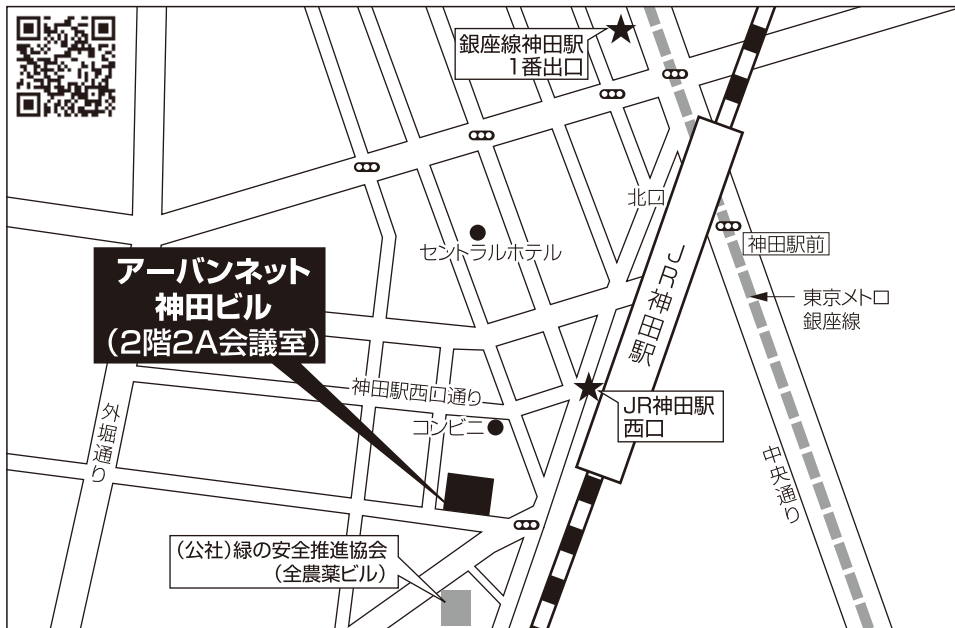 銀座線神田駅
1番出口
北口
セントラルホテル
JR神田駅
神田駅前
東京メトロ
銀座線
アーバンネット
神田ビル
（2階2A会議室）
神田駅西口通り
JR神田駅
西口
コンビニ
外堀通り
中央通り
（公社）緑の安全推進協会
（全農薬ビル）